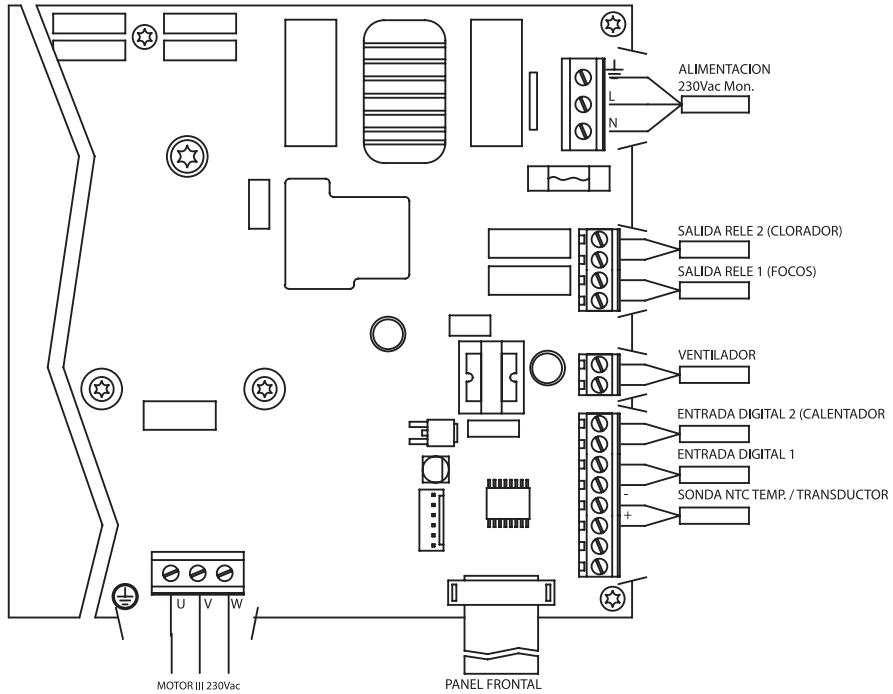 ALIMENTACION
230Vac Mon.
L
N
SALIDA RELE 2 (CLORADOR)
SALIDA RELE 1 (FOCOS)
VENTILADOR
ENTRADA DIGITAL 2 (CALENTADOR
ENTRADA DIGITAL 1
-
SONDA NTC TEMP. / TRANSDUCTOR
+
U V W
MOTOR III 230Vac
PANEL FRONTAL